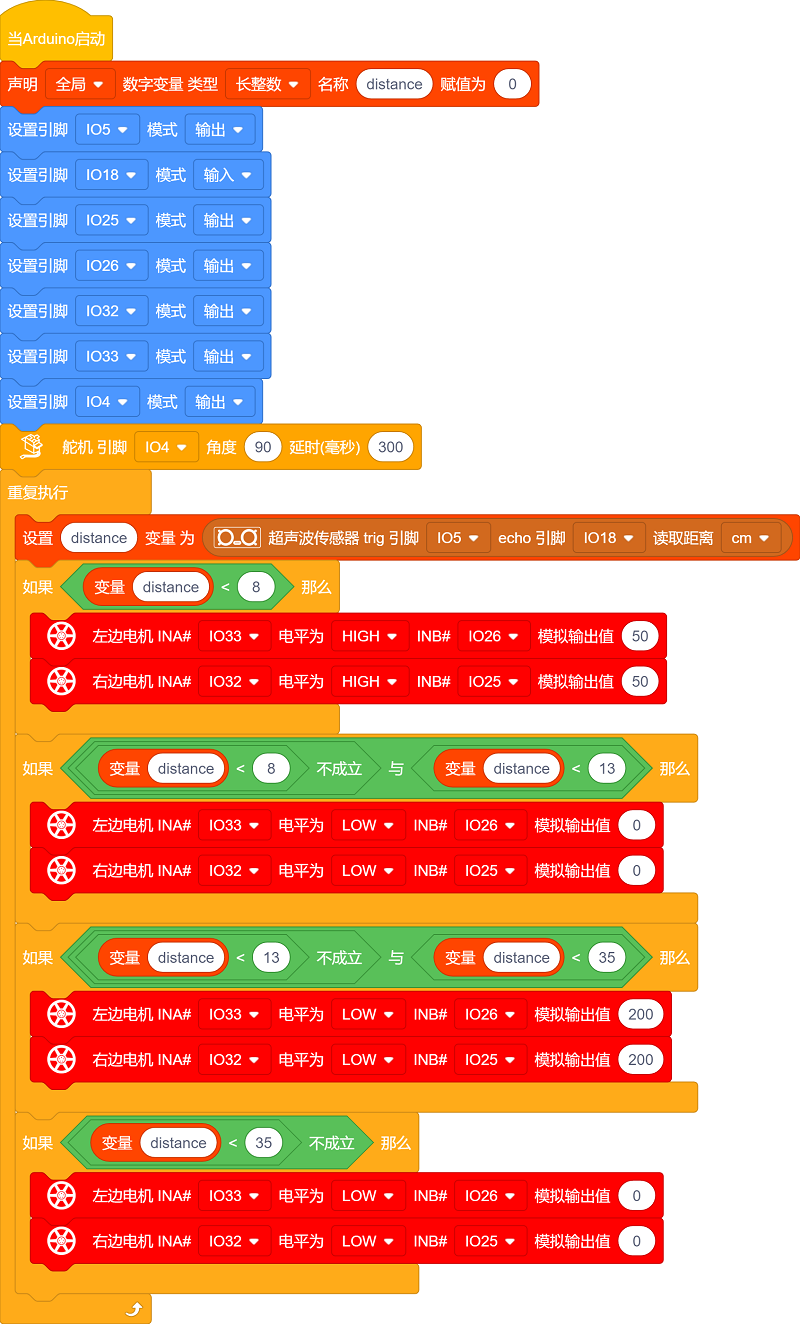 当Arduino启动
声明 全局 数字变量 类型 长整数 名称 distance 赋值为 0
设置引脚 IO5 模式 输出
设置引脚 IO18 模式 输入
设置引脚 IO25 模式 输出
设置引脚 IO26 模式 输出
设置引脚 IO32 模式 输出
设置引脚 IO33 模式 输出
设置引脚 IO4 模式 输出
舵机 引脚 IO4 角度 90 延时(毫秒) 300
重复执行
设置 distance 变量 为 超声波传感器 trig 引脚 IO5 echo 引脚 IO18 读取距离 cm
如果 变量 distance < 8 那么
左边电机 INA# IO33 电平为 HIGH INB# IO26 模拟输出值 50
右边电机 INA# IO32 电平为 HIGH INB# IO25 模拟输出值 50
如果 变量 distance < 8 不成立 与 变量 distance < 13 那么
左边电机 INA# IO33 电平为 LOW INB# IO26 模拟输出值 0
右边电机 INA# IO32 电平为 LOW INB# IO25 模拟输出值 0
如果 变量 distance < 13 不成立 与 变量 distance < 35 那么
左边电机 INA# IO33 电平为 LOW INB# IO26 模拟输出值 200
右边电机 INA# IO32 电平为 LOW INB# IO25 模拟输出值 200
如果 变量 distance < 35 不成立 那么
左边电机 INA# IO33 电平为 LOW INB# IO26 模拟输出值 0
右边电机 INA# IO32 电平为 LOW INB# IO25 模拟输出值 0